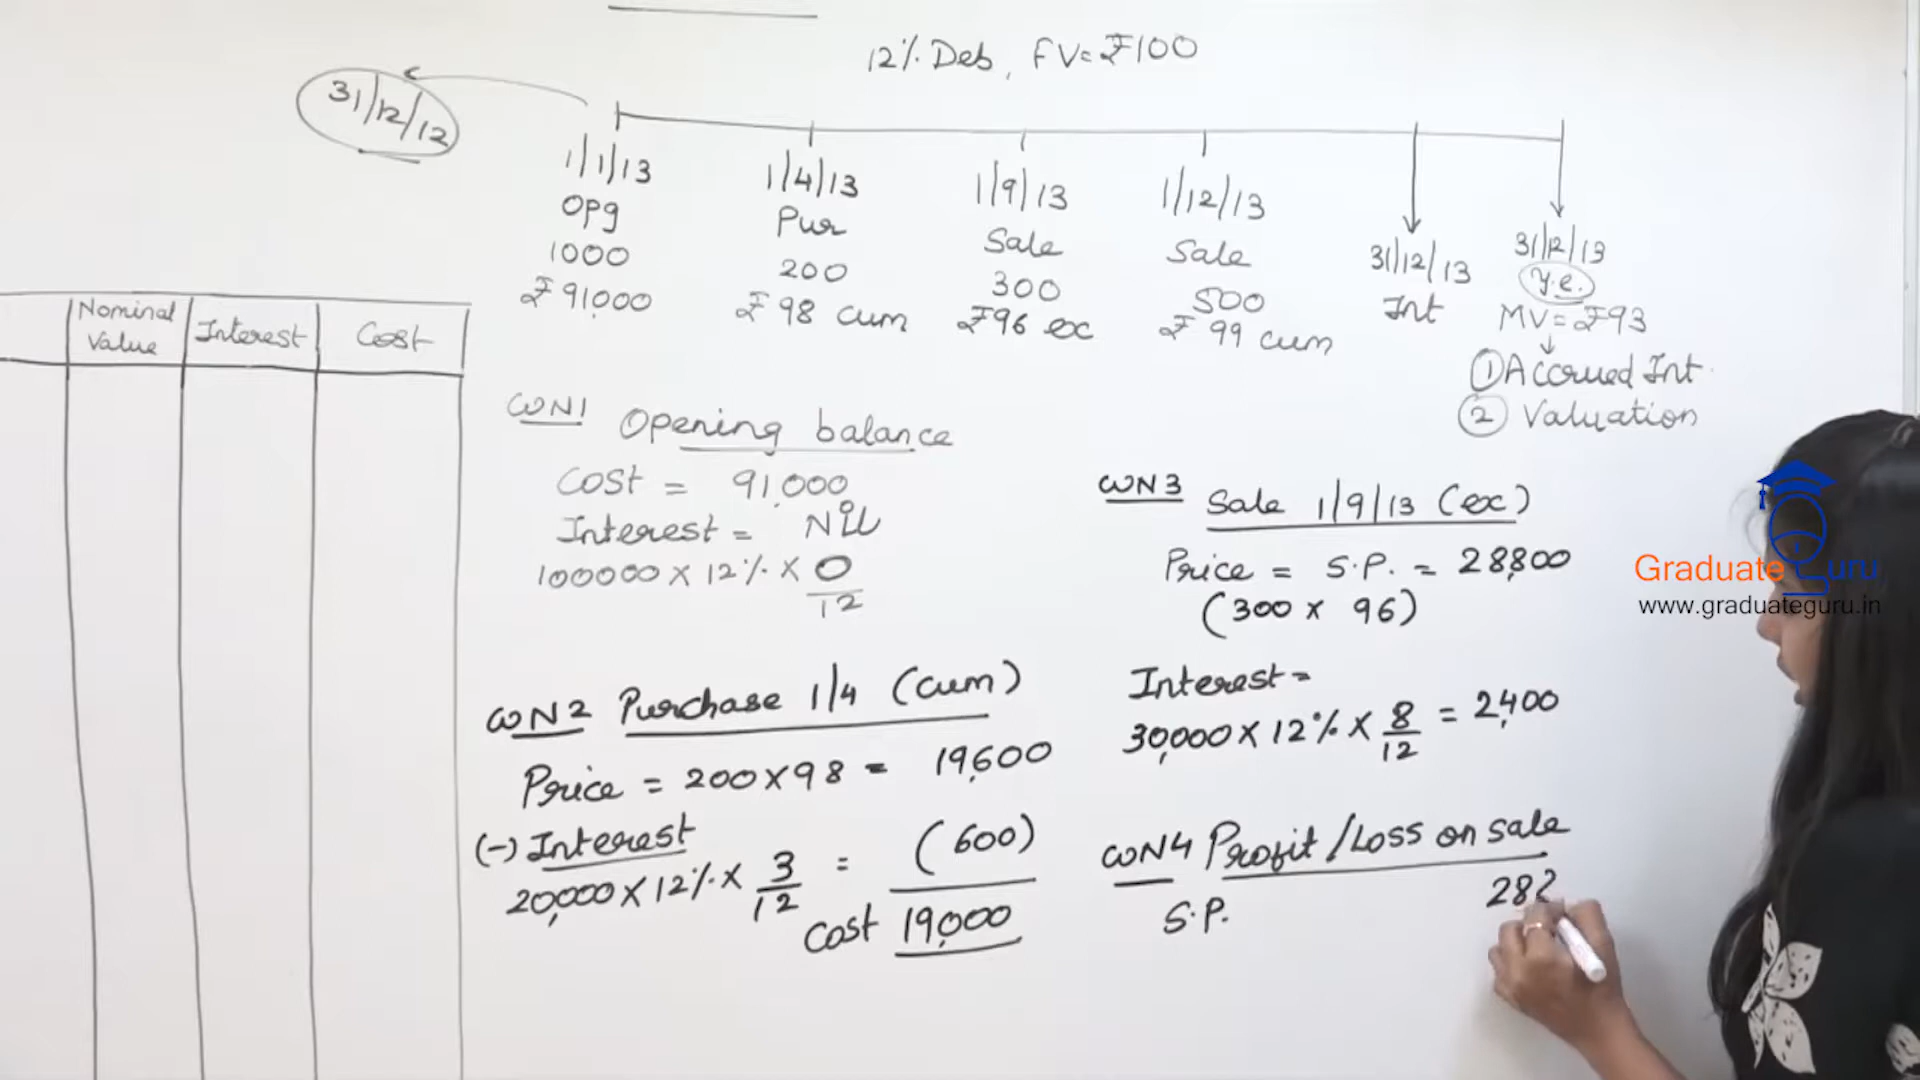 12% Deb, FV=₹100
31/12/12
1/1/13
Opg
1000
₹91,000
1/4/13
Pur
200
₹98 cum
1/9/13
Sale
300
₹96 ex
1/12/13
Sale
500
₹99 cum
31/12/13
Int
31/12/13
Y.e.
MV=₹93
① Accrued Int.
② Valuation
Nominal Value
Interest
Cost
WN1 Opening balance
Cost = 91,000
Interest = Nil
100000 × 12% × 0/12
WN2 Purchase 1/4 (cum)
Price = 200×98 = 19,600
(-) Interest
20,000×12%×3/12 = (600)
Cost 19,000
WN3 Sale 1/9/13 (ex)
Price = S.P. = 28,800
(300 × 96)
Interest =
30,000×12%×8/12 = 2,400
WN4 Profit/Loss on sale
S.P. 28
Graduate Guru
www.graduateguru.in